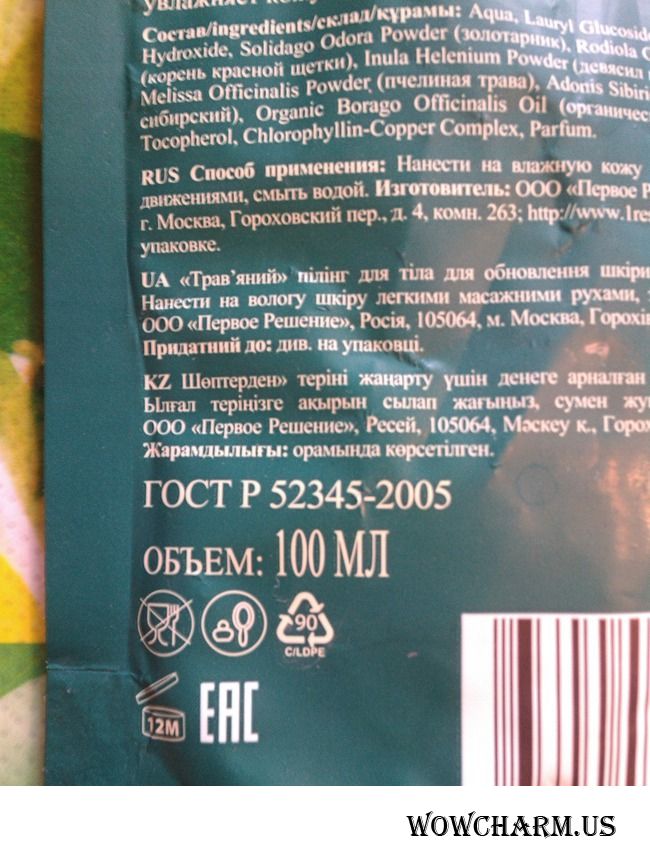 увлажняет
Состав/ingredients/склад/құрамы: Aqua, Lauryl Glucoside
Hydroxide, Solidago Odora Powder (золотарник), Rodiola
(корень красной щетки), Inula Helenium Powder (девясил
Melissa Officinalis Powder (пчелиная трава), Adonis Sibiri
сибирский), Organic Borago Officinalis Oil (органичес
Tocopherol, Chlorophyllin-Copper Complex, Parfum.
RUS Способ применения: Нанести на влажную кожу
движениями, смыть водой. Изготовитель: ООО «Первое Р
г. Москва, Гороховский пер., д. 4, комн. 263; http://www.1res
упаковке.
UA «Трав’яний» пілінг для тіла для обновлення шкіри
Нанести на вологу шкіру легкими масажними рухами,
ООО «Первое Решение», Росія, 105064, м. Москва, Горохів
Придатний до: див. на упаковці.
KZ Шөптерден» теріні жаңарту үшін денеге арналған
Ылғал теріңізге ақырын сылап жағыңыз, сумен жу
ООО «Первое Решение», Ресей, 105064, Мәскеу қ., Горох
Жарамдылығы: орамында көрсетілген.
ГОСТ Р 52345-2005
ОБЪЕМ: 100 МЛ
90
C/LDPE
12M
EAC
WOWCHARM.US